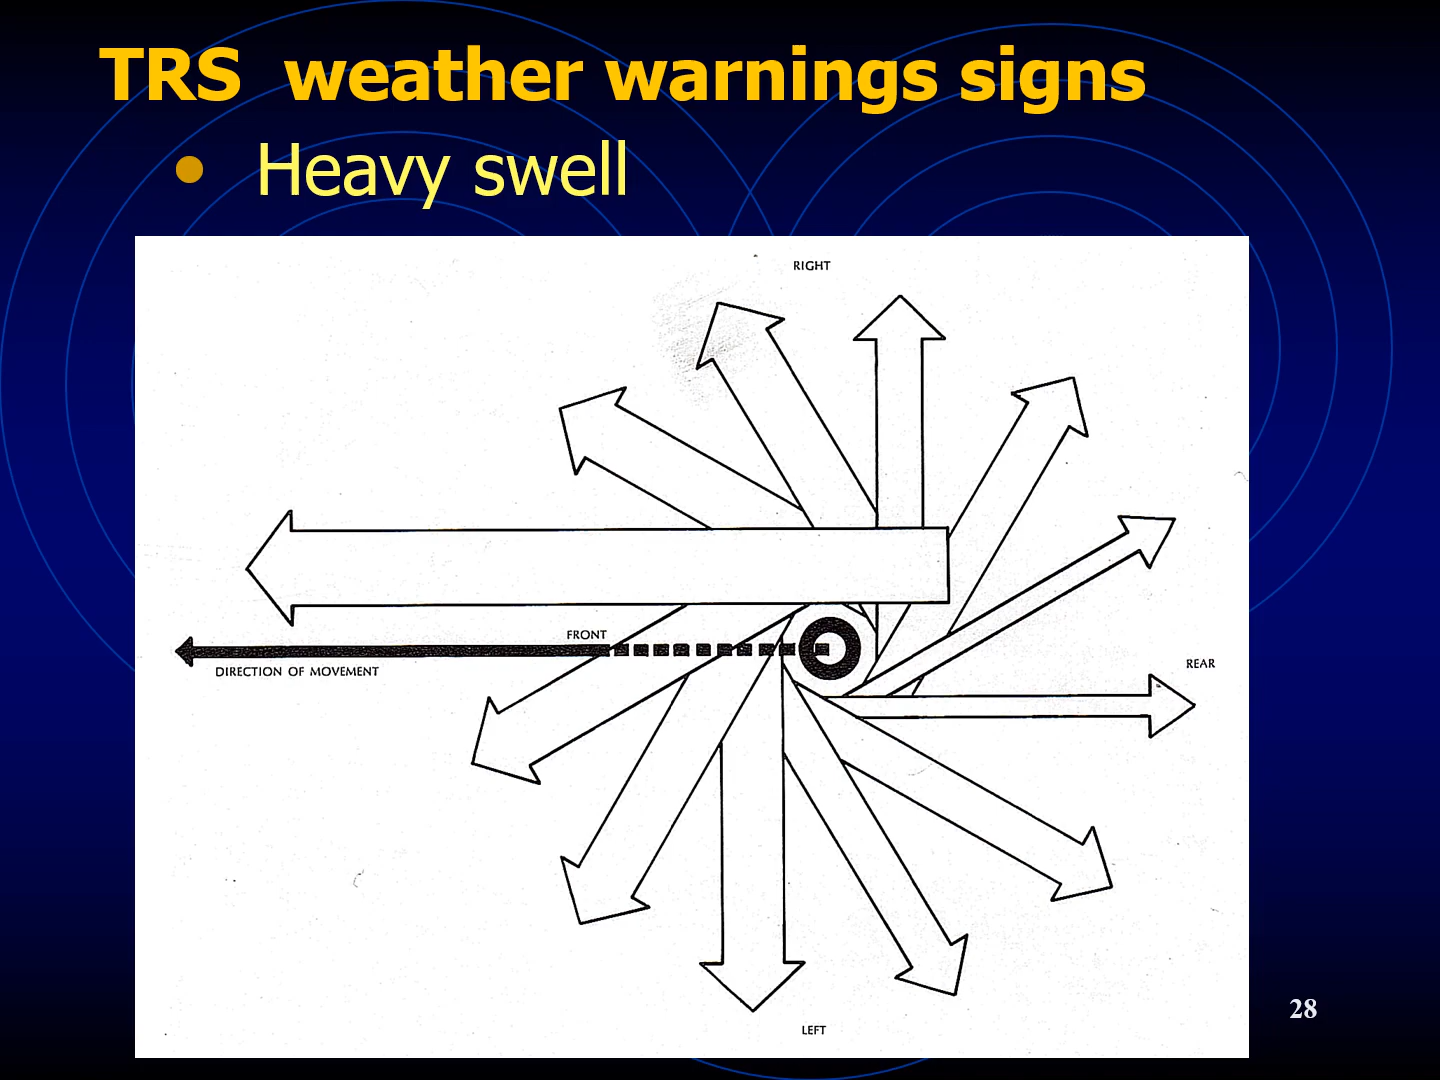 TRS weather warnings signs
• Heavy swell
RIGHT
FRONT
DIRECTION OF MOVEMENT
REAR
LEFT
28